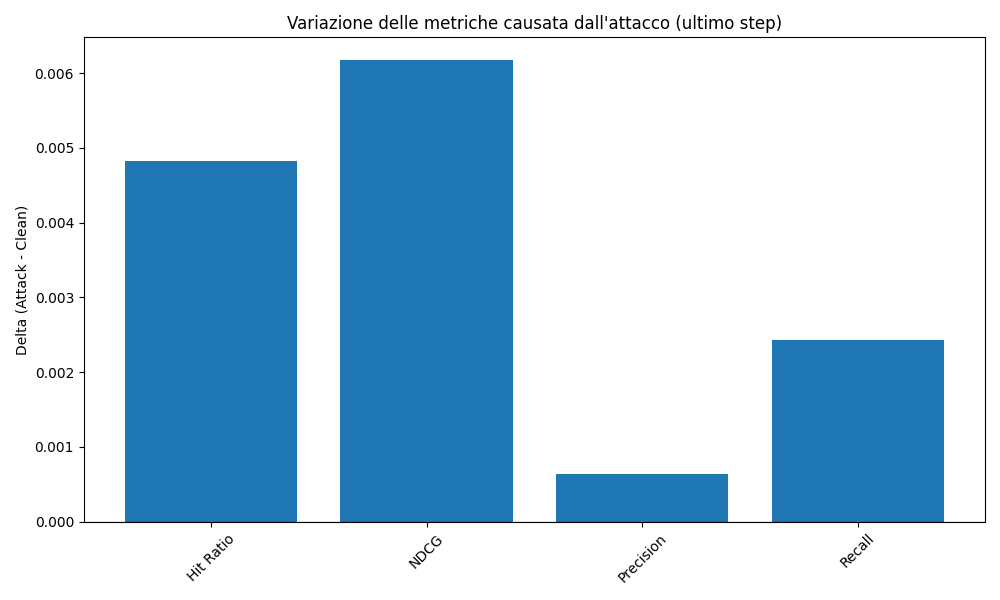 Variazione delle metriche causata dall'attacco (ultimo step)
Delta (Attack - Clean)
0.006
0.005
0.004
0.003
0.002
0.001
0.000
Hit Ratio
NDCG
Precision
Recall